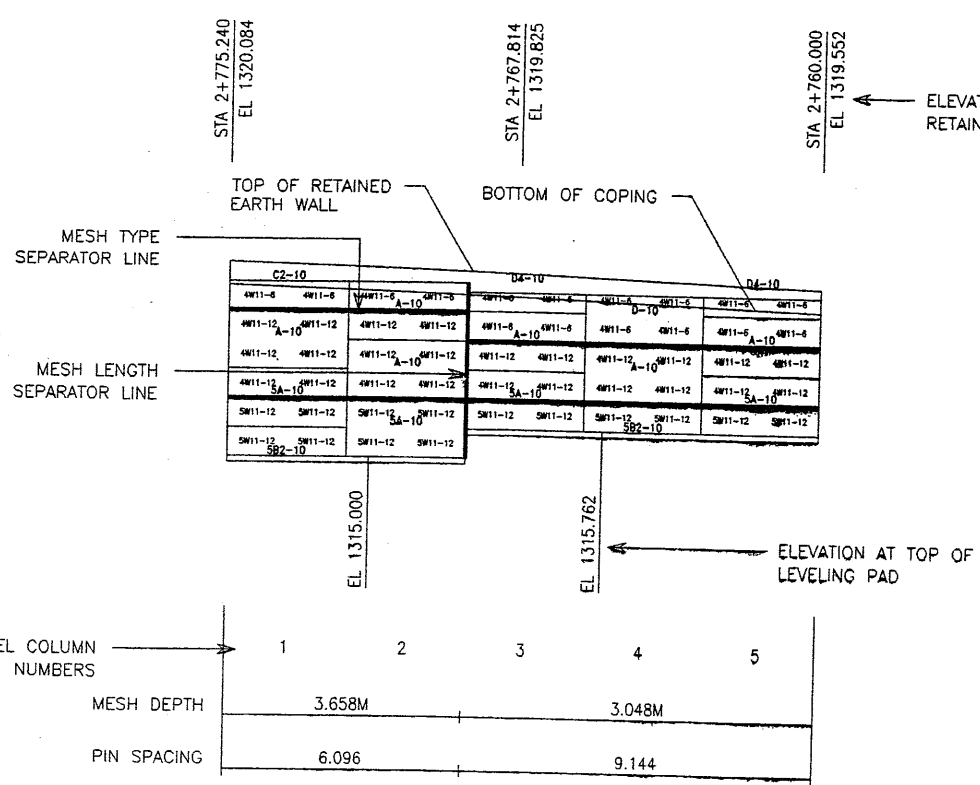 STA 2+775.240
EL 1320.084
STA 2+767.814
EL 1319.825
STA 2+760.000
EL 1319.552
ELEVAT
RETAIN
TOP OF RETAINED
EARTH WALL
BOTTOM OF COPING
MESH TYPE
SEPARATOR LINE
MESH LENGTH
SEPARATOR LINE
C2-10 D4-10 D4-10
4W11-6 4W11-6 4W11-6 4W11-6 4W11-6 4W11-6 4W11-6 4W11-6 4W11-6 4W11-6
A-10 D-10
4W11-12 4W11-12 4W11-12 4W11-12 4W11-6 4W11-6 4W11-6 4W11-6 4W11-6 4W11-6
A-10 A-10 A-10
4W11-12 4W11-12 4W11-12 4W11-12 4W11-12 4W11-12 4W11-12 4W11-12 4W11-12 4W11-12
A-10 A-10
4W11-12 4W11-12 4W11-12 4W11-12 4W11-12 4W11-12 4W11-12 4W11-12 4W11-12 4W11-12
5A-10 5A-10 5A-10
5W11-12 5W11-12 5W11-12 5W11-12 5W11-12 5W11-12 5W11-12 5W11-12 5W11-12 5W11-12
5A-10 5B2-10
5W11-12 5W11-12 5W11-12 5W11-12
5B2-10
EL 1315.000
EL 1315.762
ELEVATION AT TOP OF
LEVELING PAD
EL COLUMN
NUMBERS
1 2 3 4 5
MESH DEPTH 3.658M 3.048M
PIN SPACING 6.096 9.144